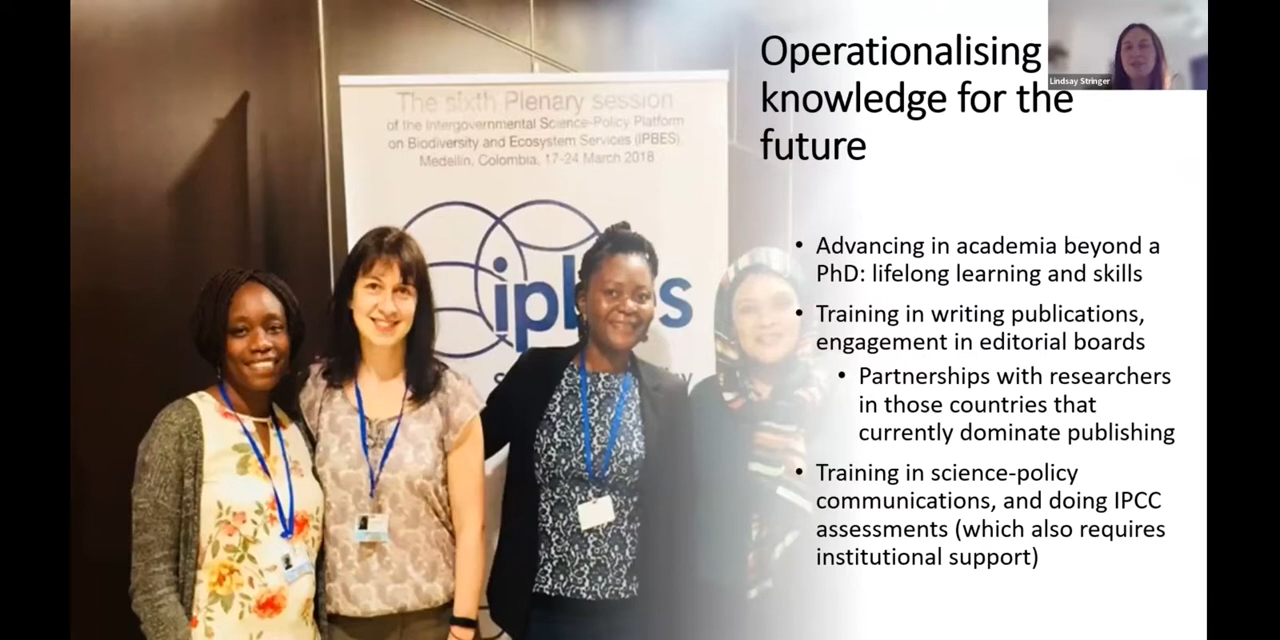 The sixth Plenary session
of the Intergovernmental Science-Policy Platform
on Biodiversity and Ecosystem Services (IPBES),
Medellin, Colombia, 17-24 March 2018
Operationalising
knowledge for the
future
Lindsay Stringer
• Advancing in academia beyond a
PhD: lifelong learning and skills
• Training in writing publications,
engagement in editorial boards
• Partnerships with researchers
in those countries that
currently dominate publishing
• Training in science-policy
communications, and doing IPCC
assessments (which also requires
institutional support)